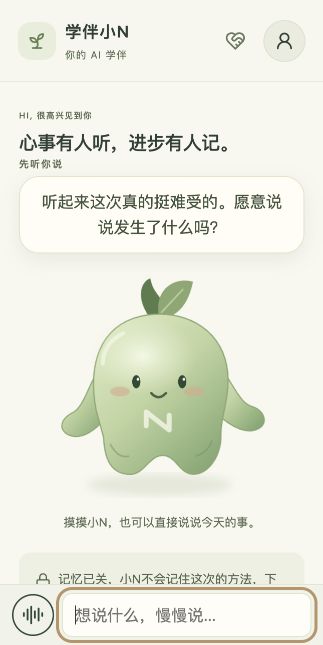 学伴小N
你的 AI 学伴
HI, 很高兴见到你
心事有人听，进步有人记。
先听你说
听起来这次真的挺难受的。愿意说
说发生了什么吗？
N
摸摸小N，也可以直接说说今天的事。
记忆已关，小N不会记住这次的方法，下
想说什么，慢慢说...